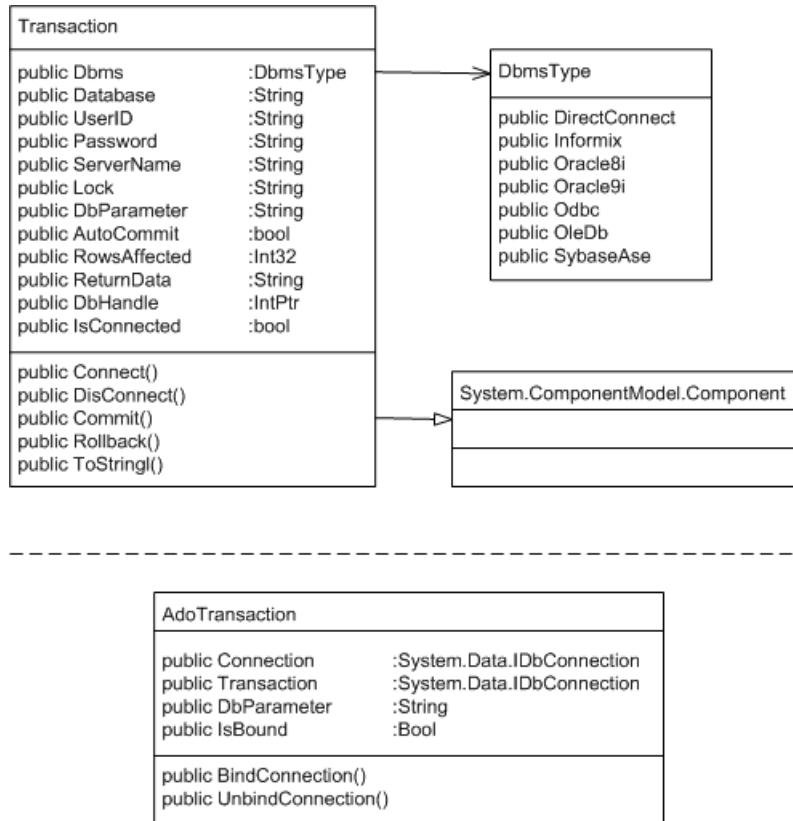 Transaction
public Dbms :DbmsType
public Database :String
public UserID :String
public Password :String
public ServerName :String
public Lock :String
public DbParameter :String
public AutoCommit :bool
public RowsAffected :Int32
public ReturnData :String
public DbHandle :IntPtr
public IsConnected :bool
public Connect()
public DisConnect()
public Commit()
public Rollback()
public ToStringl()
DbmsType
public DirectConnect
public Informix
public Oracle8i
public Oracle9i
public Odbc
public OleDb
public SybaseAse
System.ComponentModel.Component
AdoTransaction
public Connection :System.Data.IDbConnection
public Transaction :System.Data.IDbConnection
public DbParameter :String
public IsBound :Bool
public BindConnection()
public UnbindConnection()